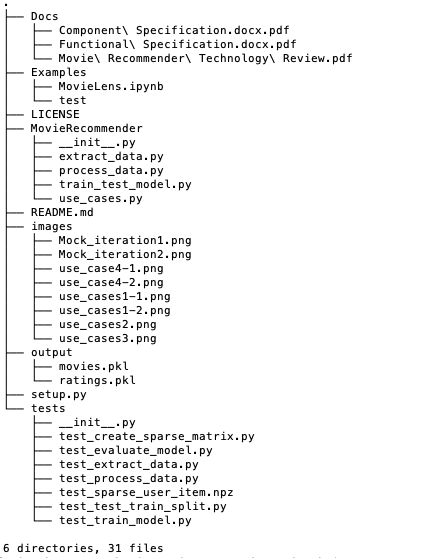 .
├── Docs
│   ├── Component\ Specification.docx.pdf
│   ├── Functional\ Specification.docx.pdf
│   └── Movie\ Recommender\ Technology\ Review.pdf
├── Examples
│   ├── MovieLens.ipynb
│   └── test
├── LICENSE
├── MovieRecommender
│   ├── __init__.py
│   ├── extract_data.py
│   ├── process_data.py
│   ├── train_test_model.py
│   └── use_cases.py
├── README.md
├── images
│   ├── Mock_iteration1.png
│   ├── Mock_iteration2.png
│   ├── use_case4-1.png
│   ├── use_case4-2.png
│   ├── use_cases1-1.png
│   ├── use_cases1-2.png
│   ├── use_cases2.png
│   └── use_cases3.png
├── output
│   ├── movies.pkl
│   └── ratings.pkl
├── setup.py
└── tests
    ├── __init__.py
    ├── test_create_sparse_matrix.py
    ├── test_evaluate_model.py
    ├── test_extract_data.py
    ├── test_process_data.py
    ├── test_sparse_user_item.npz
    ├── test_test_train_split.py
    └── test_train_model.py

6 directories, 31 files